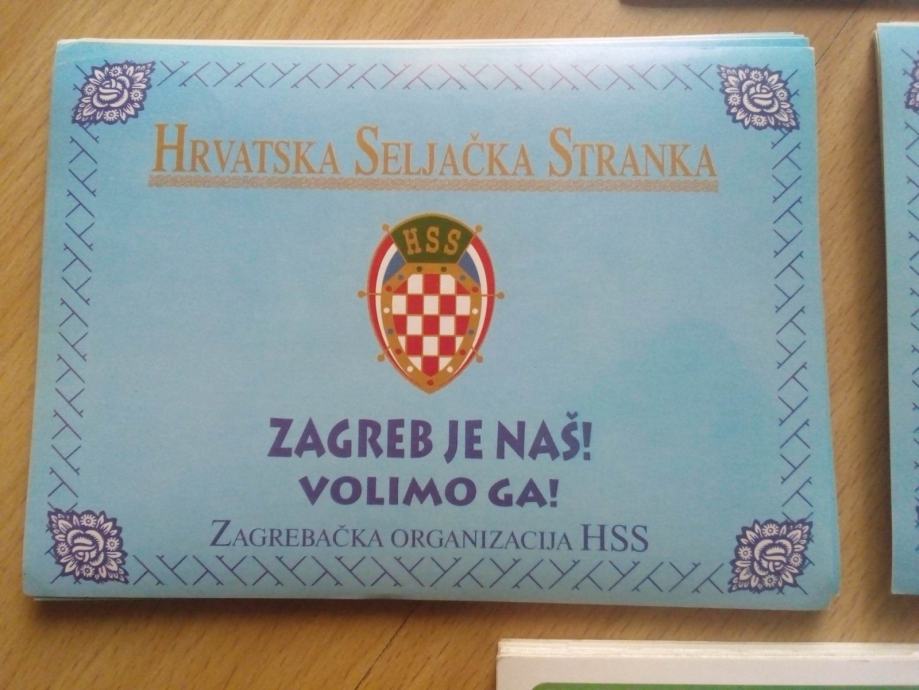 HRVATSKA SELJAČKA STRANKA
HSS
ZAGREB JE NAŠ!
VOLIMO GA!
ZAGREBAČKA ORGANIZACIJA HSS